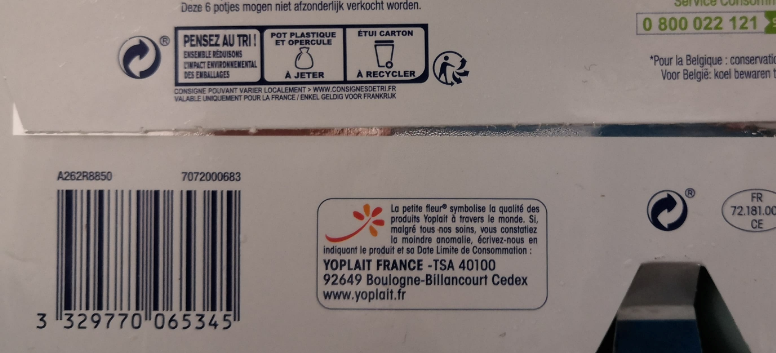 Deze 6 potjes mogen niet afzonderlijk verkocht worden.
Service Consomm
0 800 022 121
®
PENSEZ AU TRI !
ENSEMBLE RÉDUISONS
L'IMPACT ENVIRONNEMENTAL
DES EMBALLAGES
POT PLASTIQUE
ET OPERCULE
À JETER
ÉTUI CARTON
À RECYCLER
*Pour la Belgique : conservatio
Voor België: koel bewaren t
CONSIGNE POUVANT VARIER LOCALEMENT > WWW.CONSIGNESDETRI.FR
VALABLE UNIQUEMENT POUR LA FRANCE / ENKEL GELDIG VOOR FRANKRIJK
A262R8850 7072000683
3 329770 065345
La petite fleur® symbolise la qualité des
produits Yoplait à travers le monde. Si,
malgré tous nos soins, vous constatiez
la moindre anomalie, écrivez-nous en
indiquant le produit et sa Date Limite de Consommation :
YOPLAIT FRANCE -TSA 40100
92649 Boulogne-Billancourt Cedex
www.yoplait.fr
®
FR
72.181.00
CE